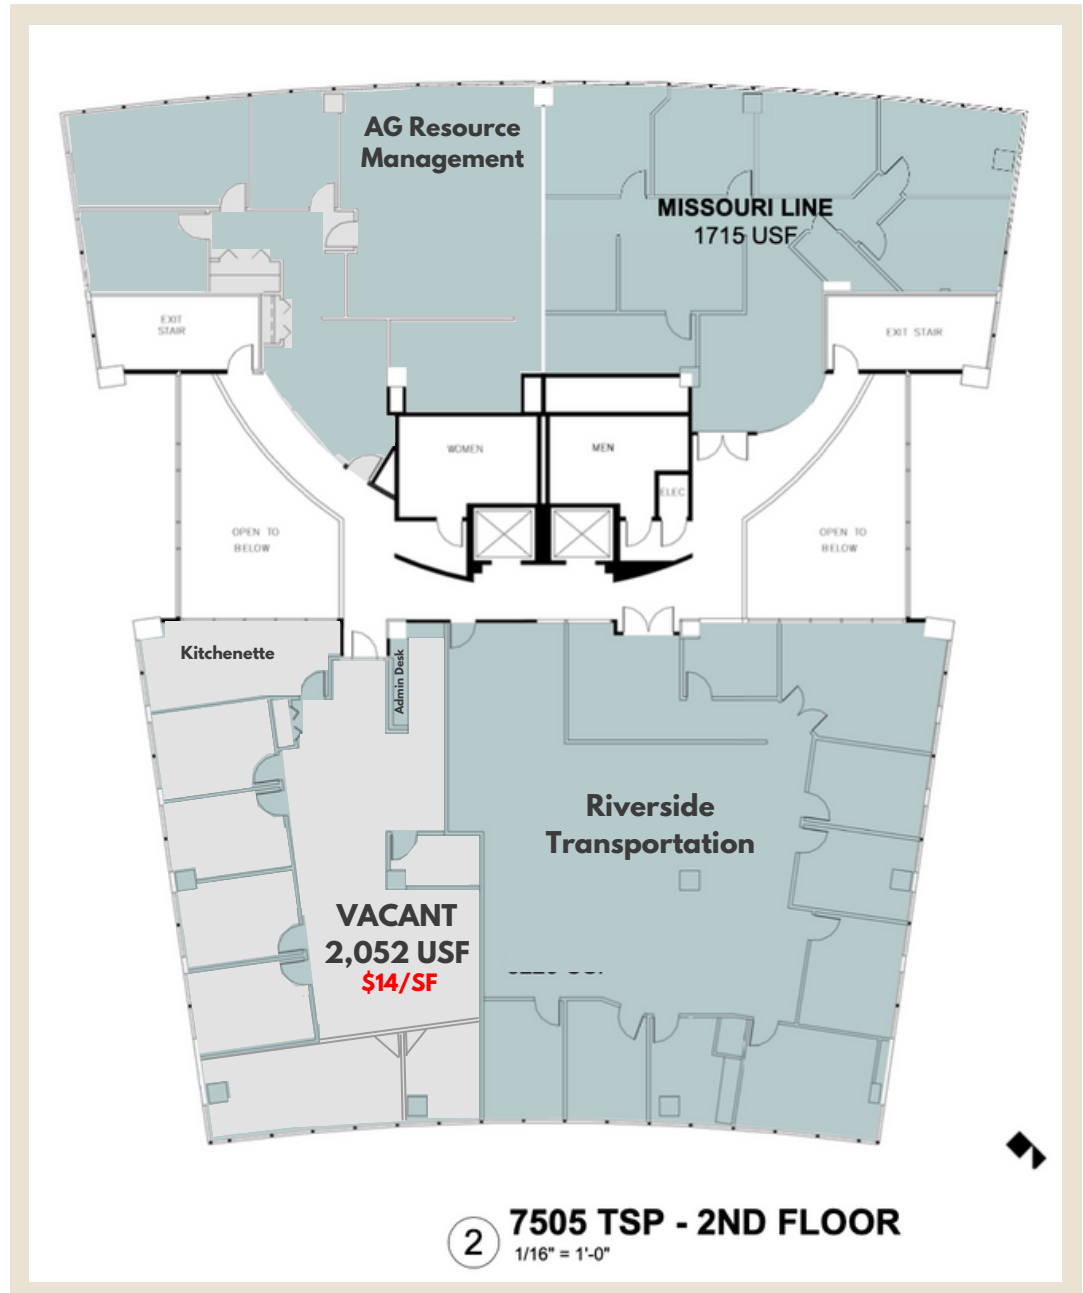 AG Resource
Management
MISSOURI LINE
1715 USF
EXIT
STAIR
EXIT STAIR
WOMEN
MEN
ELEC
OPEN TO
BELOW
OPEN TO
BELOW
Kitchenette
Admin Desk
Riverside
Transportation
VACANT
2,052 USF
$14/SF
2
7505 TSP - 2ND FLOOR
1/16" = 1'-0"